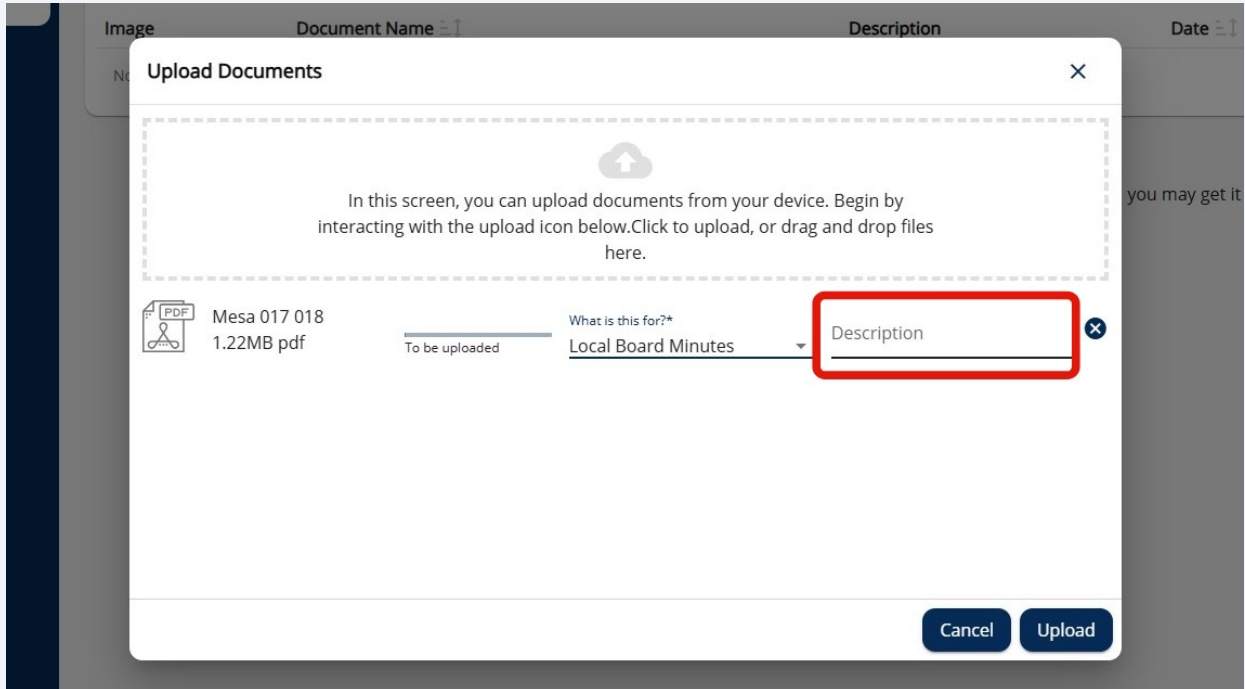 Image Document Name Description Date
No
you may get it
Upload Documents
In this screen, you can upload documents from your device. Begin by
interacting with the upload icon below.Click to upload, or drag and drop files
here.
PDF
Mesa 017 018
1.22MB pdf
To be uploaded
What is this for?*
Local Board Minutes
Description
Cancel Upload